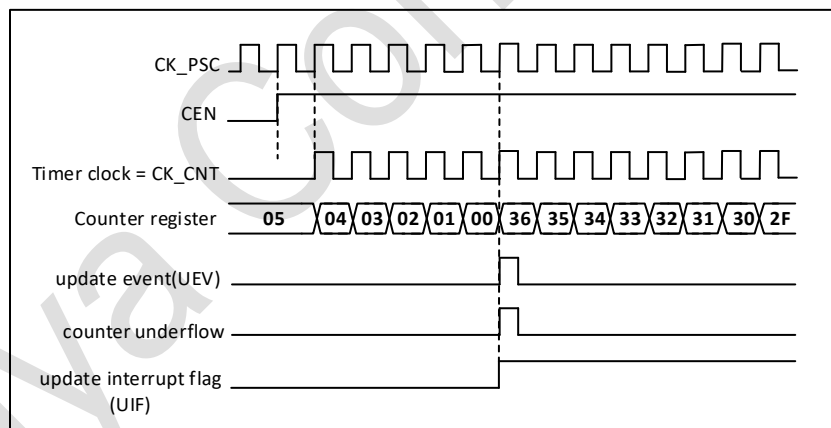 CK_PSC
CEN
Timer clock = CK_CNT
Counter register 05 04 03 02 01 00 36 35 34 33 32 31 30 2F
update event(UEV)
counter underflow
update interrupt flag
(UIF)